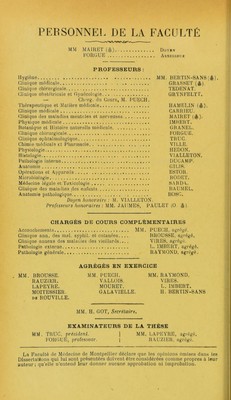 PERSONNEL DE LA FACULTÉ
MM. MAIRET (✻). Doyen
FORGUE Assesseur
PROFESSEURS:
Hygiène MM. BERTIN-SANS (✻).
Clinique médicale GRASSET (✻)
Clinique chirurgicale TEDENAT.
Clinique obstétricale et Gynécologie GRYNFELTT.
— Charg. du Cours, M. PUECH.
Thérapeutique et Matière médicale HAMELIN (✻).
Clinique médicale CARRIEU.
Clinique des maladies mentales et nerveuses MAIRET (✻).
Physique médicale IMBERT.
Botanique et Histoire naturelle médicale GRANEL.
Clinique chirurgicale FORGUE.
Clinique ophtalmologique TRUC.
Chimie médicale et Pharmacie VILLE.
Physiologie HEDON.
Histologie VIALLETON.
Pathologie interne DUCAMP.
Anatomie GILIS.
Opérations et Appareils ESTOR.
Microbiologie RODET.
Médecine légale et Toxicologie SARDA.
Clinique des maladies des enfants BAUMEL.
Anatomie pathologique BOSC.
Doyen honoraire : M. VIALLETON.
Professeurs honoraires : MM. JAUMES, PAULET (O. ✻)
CHARGÉS DE COURS COMPLÉMENTAIRES
Accouchements MM. PUECH, agrégé.
Clinique ann. des mal. syphil. et cutanées BROUSSE, agrégé.
Clinique annexe des maladies des vieillards VIRES, agrégé.
Pathologie externe L. IMBERT, agrégé.
Pathologie générale RAYMOND, agrégé.
AGRÉGÉS EN EXERCICE
MM. BROUSSE. MM. PUECH. MM. RAYMOND.
RAUZIER. VALLOIS. VIRES.
LAPEYRE. MOURET. L. IMBERT.
MOITESSIER. GALAVIELLE. H. BERTIN-SANS
DE ROUVILLE.
MM. H. GOT, Secrétaire.
EXAMINATEURS DE LA THÈSE
MM. TRUC, président. MM. LAPEYRE, agrégé.
FORGUE, professeur. RAUZIER, agrégé.
La Faculté de Médecine de Montpellier déclare que les opinions émises dans les
Dissertations qui lui sont présentées doivent être considérées comme propres à leur
auteur ; qu'elle n'entend leur donner aucune approbation ni improbation.